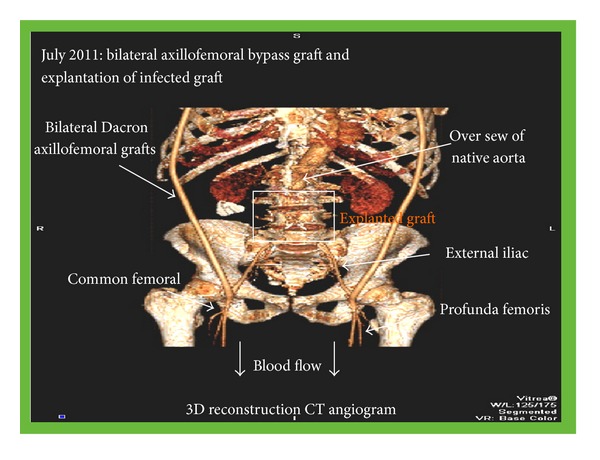 S
July 2011: bilateral axillofemoral bypass graft and
explantation of infected graft
Bilateral Dacron
axillofemoral grafts
Over sew of
native aorta
Explanted graft
R
L
External iliac
Common femoral
Profunda femoris
Blood flow
3D reconstruction CT angiogram
I
Vitrea®
W/L:125/175
Segmented
VR: Base Color